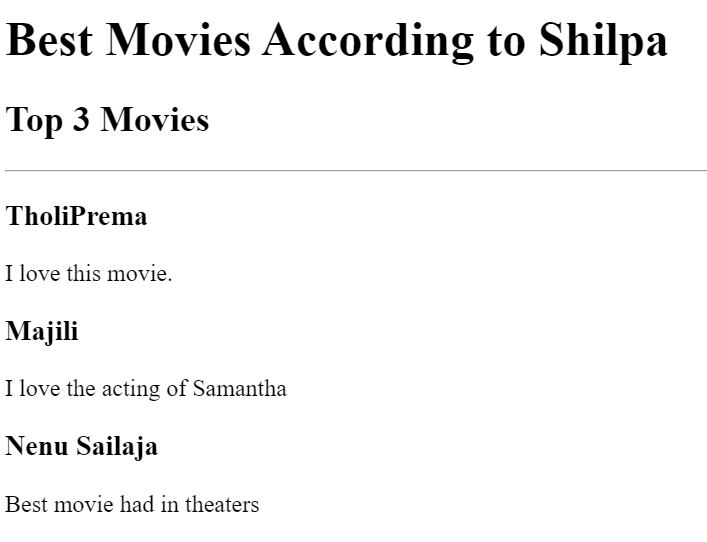 Best Movies According to Shilpa
Top 3 Movies
TholiPrema
I love this movie.
Majili
I love the acting of Samantha
Nenu Sailaja
Best movie had in theaters